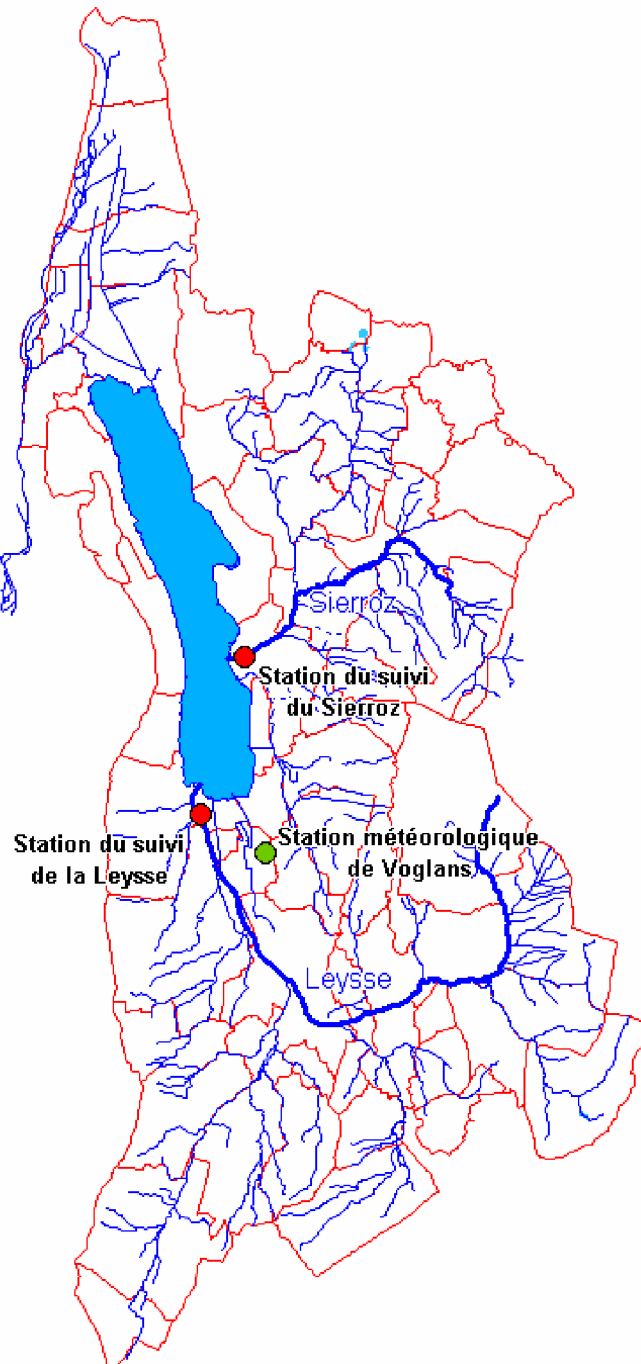 Sierroz
Station du suivi
du Sierroz
Station du suivi
de la Leysse
Station météorologique
de Voglans
Leysse